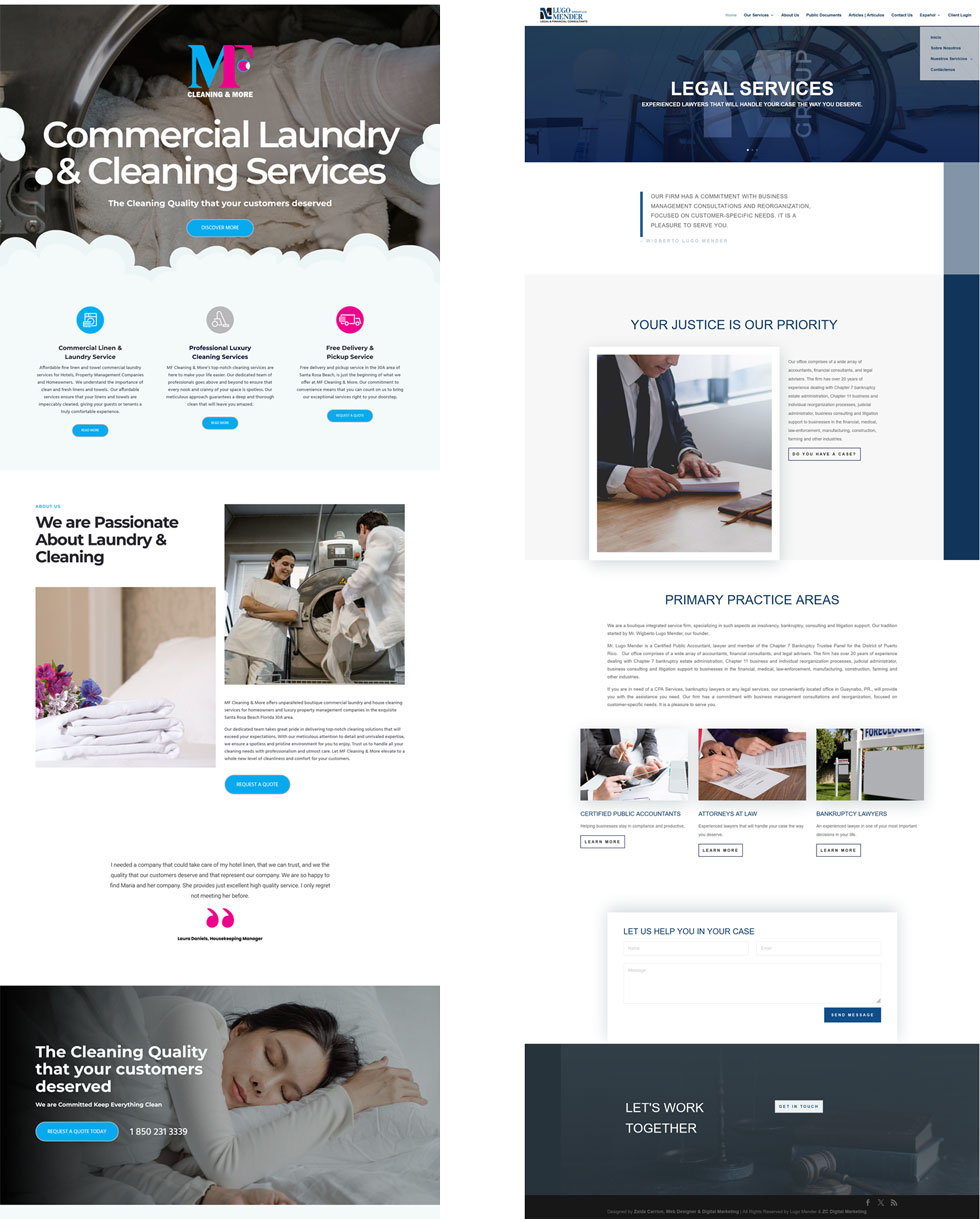 MF
CLEANING & MORE
Commercial Laundry
& Cleaning Services
The Cleaning Quality that your customers deserved
DISCOVER MORE
Commercial Linen &
Laundry Service
Affordable fine linen and towel commercial laundry
services for Hotels, Property Management Companies
and Homeowners. We understand the importance of
clean and fresh linens and towels. Our affordable
services ensure that your linens and towels are
impeccably cleaned, giving your guests or tenants a
truly comfortable experience.
READ MORE
Professional Luxury
Cleaning Services
MF Cleaning & More's top-notch cleaning services are
here to make your life easier. Our dedicated team of
professionals goes above and beyond to ensure that
every nook and cranny of your space is spotless. Our
meticulous approach guarantees a deep and thorough
clean that will leave you amazed.
READ MORE
Free Delivery &
Pickup Service
Free delivery and pickup service in the 30A area of
Santa Rosa Beach, is just the beginning of what we
offer at MF Cleaning & More. Our commitment to
convenience means that you can count on us to bring
our exceptional services right to your doorstep.
REQUEST A QUOTE
ABOUT US
We are Passionate
About Laundry &
Cleaning
MF Cleaning & More offers unparalleled boutique commercial laundry and house cleaning
services for homeowners and luxury property management companies in the exquisite
Santa Rosa Beach Florida 30A area.
Our dedicated team takes great pride in delivering top-notch cleaning solutions that will
exceed your expectations. With our meticulous attention to detail and unrivaled expertise,
we ensure a spotless and pristine environment for you to enjoy. Trust us to handle all your
cleaning needs with professionalism and utmost care. Let MF Cleaning & More elevate to a
whole new level of cleanliness and comfort for your customers.
REQUEST A QUOTE
I needed a company that could take care of my hotel linen, that we can trust, and we the
quality that our customers deserve and that represent our company. We are so happy to
find Maria and her company. She provides just excellent high quality service. I only regret
not meeting her before.
Laura Daniels, Housekeeping Manager
The Cleaning Quality
that your customers
deserved
We are Committed Keep Everything Clean
REQUEST A QUOTE TODAY
1 850 231 3339
LUGO
MENDER
LEGAL & FINANCIAL CONSULTANTS
Home Our Services About Us Public Documents Articles | Artículos Contact Us Español Client Login
Inicio
Sobre Nosotros
Nuestros Servicios
Contáctenos
GROUP
LEGAL SERVICES
EXPERIENCED LAWYERS THAT WILL HANDLE YOUR CASE THE WAY YOU DESERVE.
OUR FIRM HAS A COMMITMENT WITH BUSINESS
MANAGEMENT CONSULTATIONS AND REORGANIZATION,
FOCUSED ON CUSTOMER-SPECIFIC NEEDS. IT IS A
PLEASURE TO SERVE YOU.
- WIGBERTO LUGO MENDER
YOUR JUSTICE IS OUR PRIORITY
Our office comprises of a wide array of
accountants, financial consultants, and legal
advisers. The firm has over 20 years of
experience dealing with Chapter 7 bankruptcy
estate administration, Chapter 11 business and
individual reorganization processes, judicial
administrator, business consulting and litigation
support to businesses in the financial, medical,
law-enforcement, manufacturing, construction,
farming and other industries.
DO YOU HAVE A CASE?
PRIMARY PRACTICE AREAS
We are a boutique integrated service firm, specializing in such aspects as insolvency, bankruptcy, consulting and litigation support. Our tradition
started by Mr. Wigberto Lugo Mender, our founder.
Mr. Lugo Mender is a Certified Public Accountant, lawyer and member of the Chapter 7 Bankruptcy Trustee Panel for the District of Puerto
Rico. Our office comprises of a wide array of accountants, financial consultants, and legal advisers. The firm has over 20 years of experience
dealing with Chapter 7 bankruptcy estate administration, Chapter 11 business and individual reorganization processes, judicial administrator,
business consulting and litigation support to businesses in the financial, medical, law-enforcement, manufacturing, construction, farming and
other industries.
If you are in need of a CPA Services, bankruptcy lawyers or any legal services, our conveniently located office in Guaynabo, PR., will provide
you with the assistance you need. Our firm has a commitment with business management consultations and reorganization, focused on
customer-specific needs. It is a pleasure to serve you.
FORECLOSURE
CERTIFIED PUBLIC ACCOUNTANTS
Helping businesses stay in compliance and productive.
LEARN MORE
ATTORNEYS AT LAW
Experienced lawyers that will handle your case the way
you deserve.
LEARN MORE
BANKRUPTCY LAWYERS
An experienced lawyer in one of your most important
decisions in your life.
LEARN MORE
LET US HELP YOU IN YOUR CASE
Name
Email
Message
SEND MESSAGE
LET'S WORK
TOGETHER
GET IN TOUCH
Designed by Zaida Carrion, Web Designer & Digital Marketing | All Rights Reserved by Lugo Mender & ZC Digital Marketing